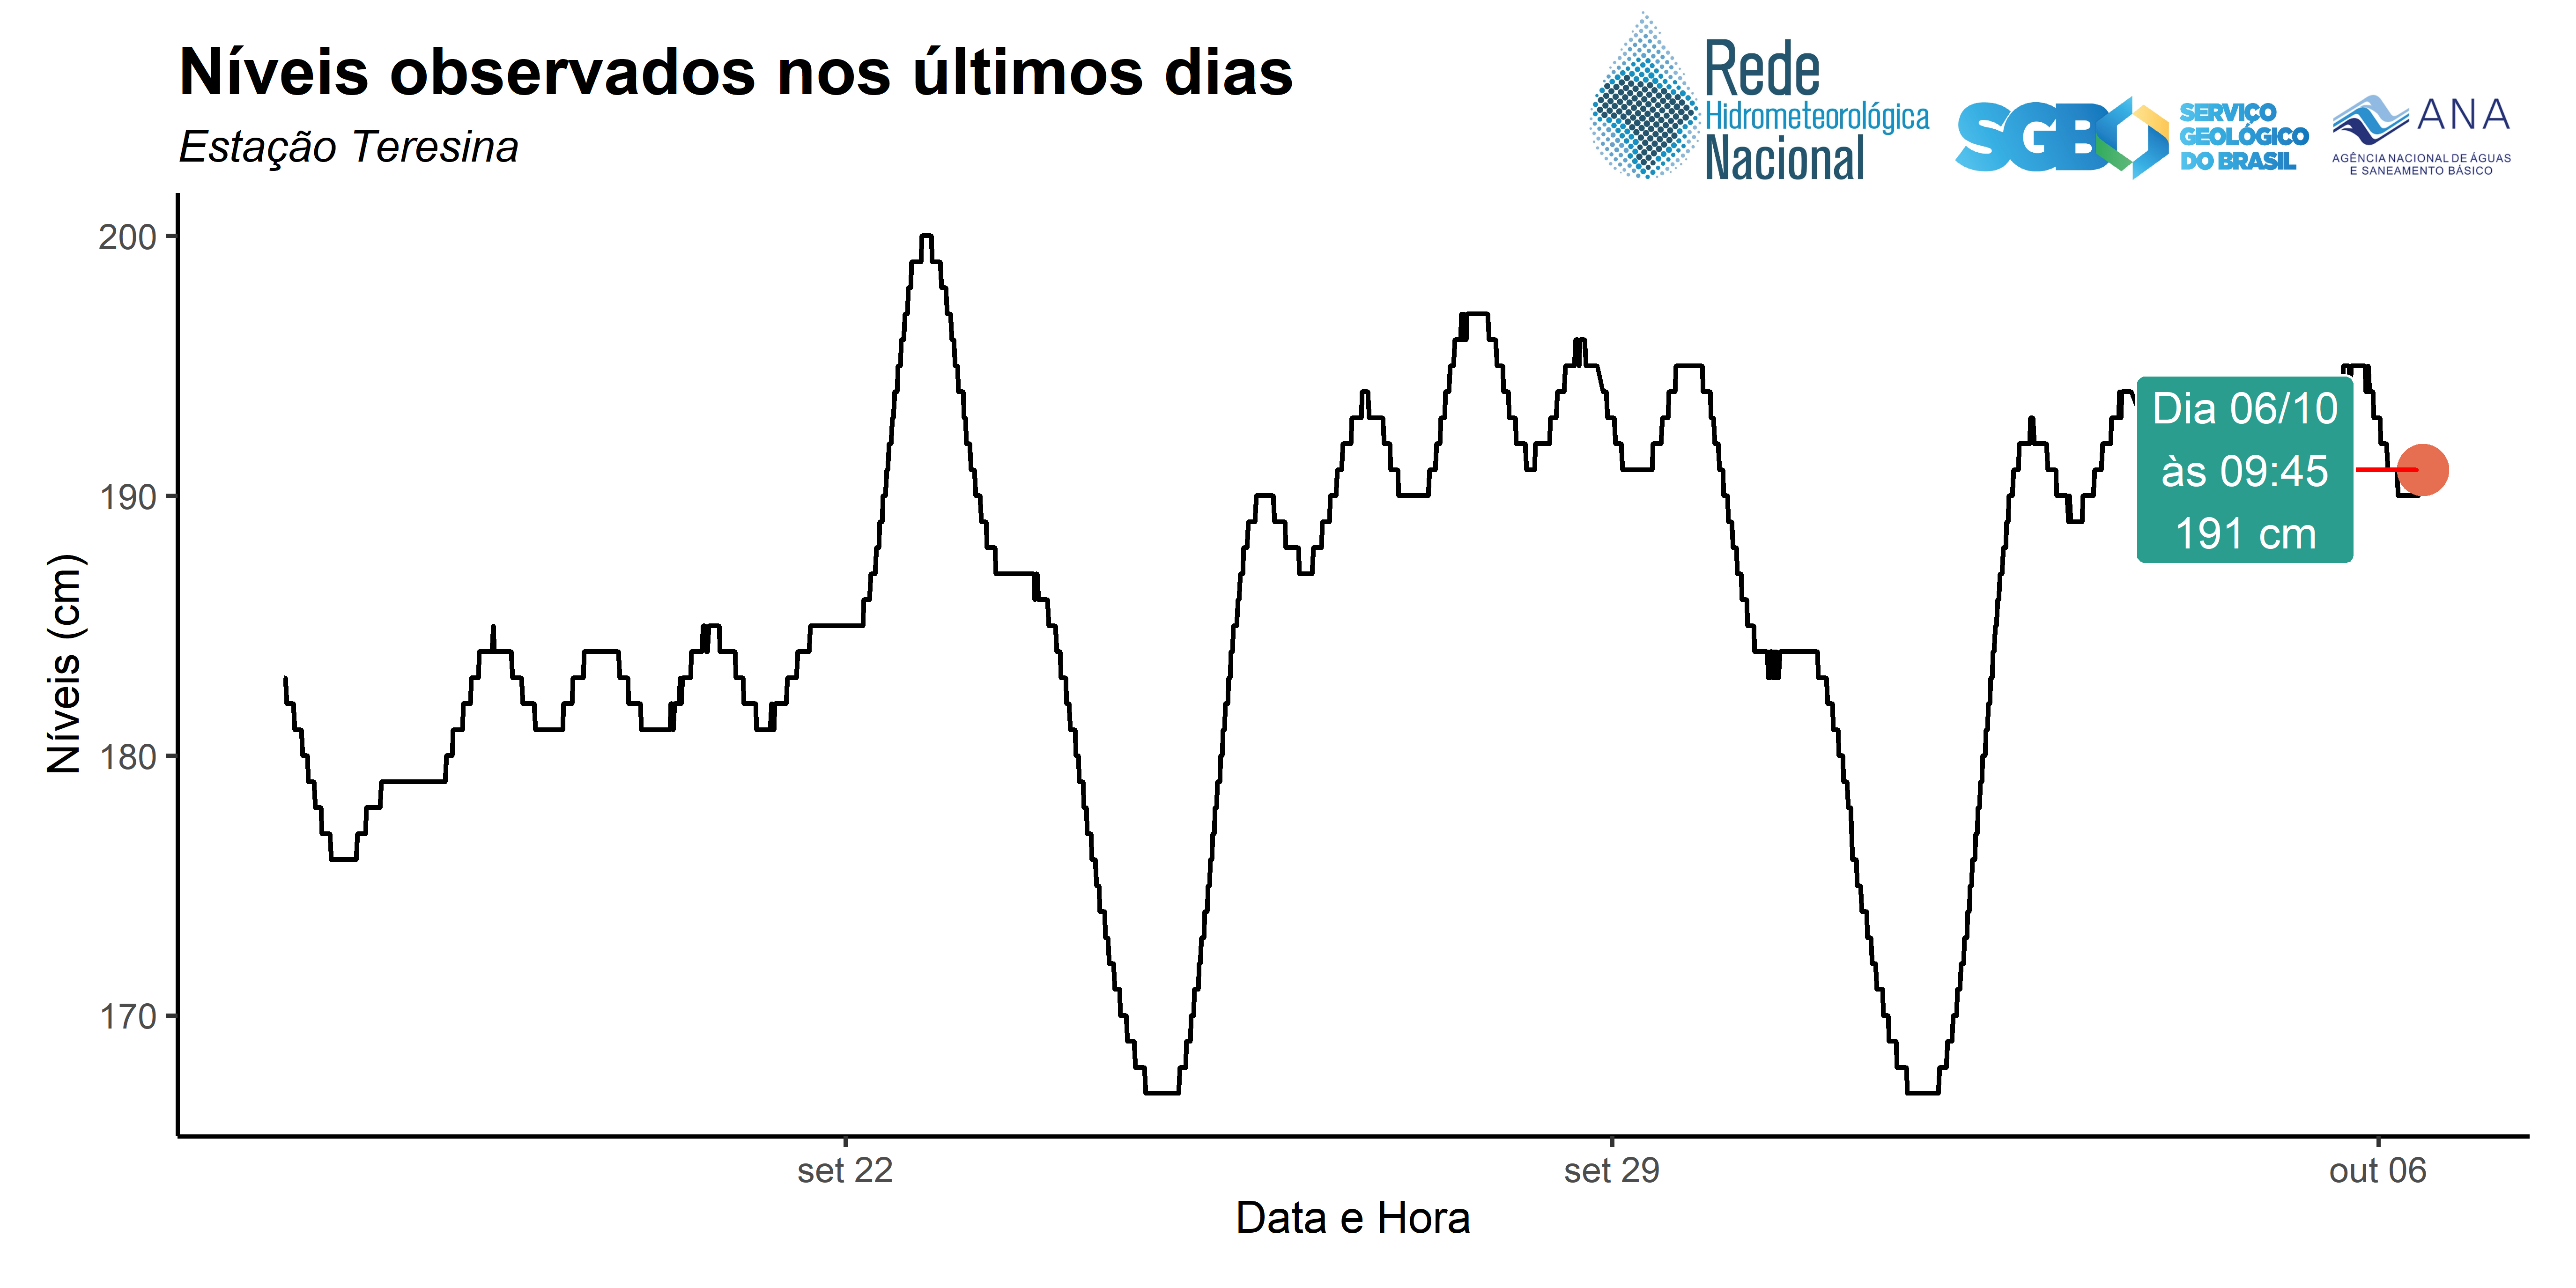 Níveis observados nos últimos dias
Estação Teresina
Rede
Hidrometeorológica
Nacional
SGB
SERVIÇO
GEOLÓGICO
DO BRASIL
ANA
AGÊNCIA NACIONAL DE ÁGUAS
E SANEAMENTO BÁSICO
Níveis (cm)
200
190
180
170
Dia 06/10
às 09:45
191 cm
set 22
set 29
out 06
Data e Hora